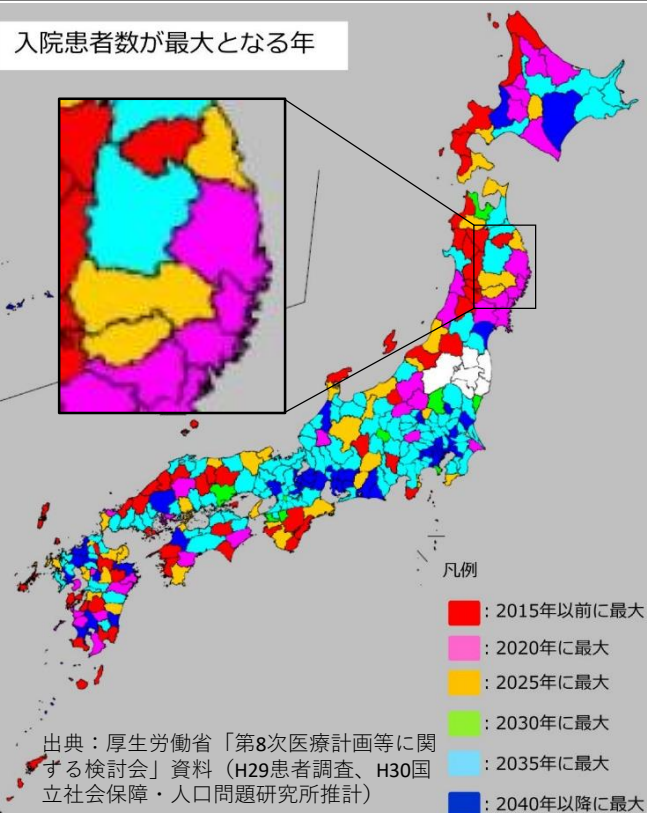 入院患者数が最大となる年
凡例
：2015年以前に最大
：2020年に最大
：2025年に最大
：2030年に最大
：2035年に最大
：2040年以降に最大
出典：厚生労働省「第8次医療計画等に関
する検討会」資料（H29患者調査、H30国
立社会保障・人口問題研究所推計）